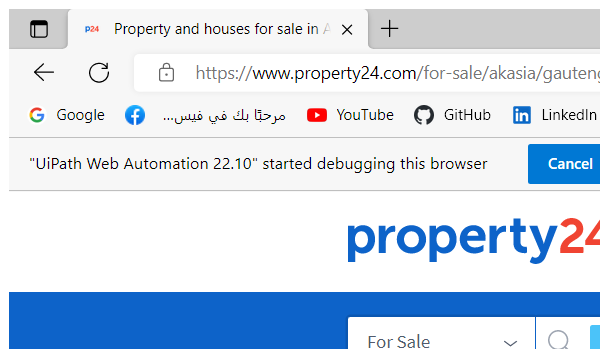 p24 Property and houses for sale in A
https://www.property24.com/for-sale/akasia/gauteng
Google مرحبًا بك في فيس... YouTube GitHub LinkedIn
"UiPath Web Automation 22.10" started debugging this browser Cancel
property24
For Sale